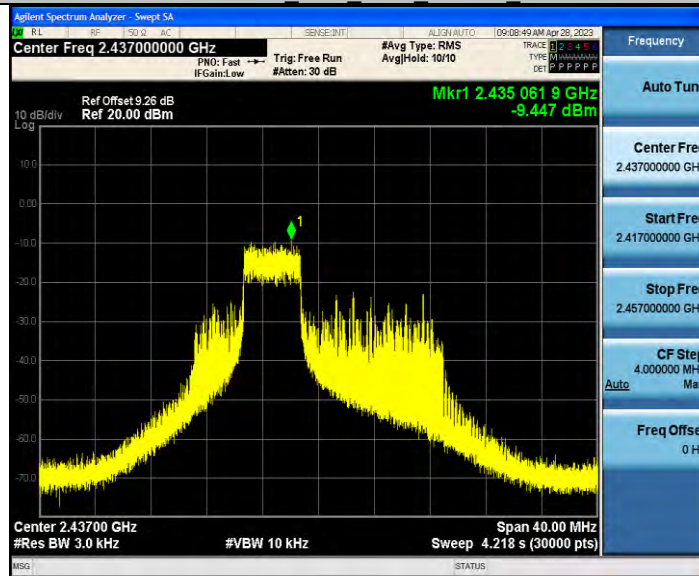 Agilent Spectrum Analyzer - Swept SA
RL RF 50 Ω AC SENSE:INT ALIGN AUTO 09:08:49 AM Apr 28, 2023
Center Freq 2.437000000 GHz
PNO: Fast Trig: Free Run
IFGain:Low #Atten: 30 dB
#Avg Type: RMS
Avg|Hold: 10/10
TRACE 1 2 3 4 5 6
TYPE M
DET P P P P P P
Ref Offset 9.26 dB
10 dB/div Ref 20.00 dBm
Log
Mkr1 2.435 061 9 GHz
-9.447 dBm
10.0
0.00
-10.0
-20.0
-30.0
-40.0
-50.0
-60.0
-70.0
1
Center 2.43700 GHz Span 40.00 MHz
#Res BW 3.0 kHz #VBW 10 kHz Sweep 4.218 s (30000 pts)
MSG STATUS
Frequency
Auto Tun
Center Fre
2.437000000 GH
Start Fre
2.417000000 GH
Stop Fre
2.457000000 GH
CF Ste
4.000000 MH
Auto Ma
Freq Offse
0 H